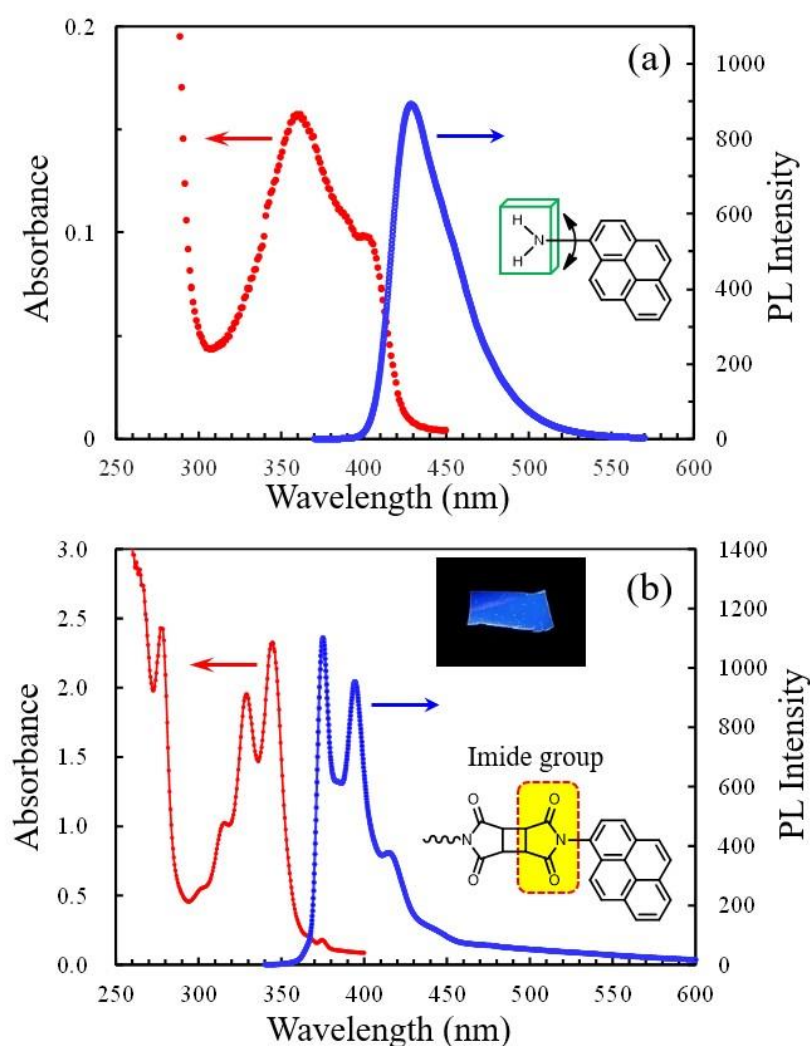 (a)
Absorbance
0.2
0.1
0
1000
800
600
400
200
0
PL Intensity
H
N
H
250 300 350 400 450 500 550 600
Wavelength (nm)
(b)
Absorbance
3.0
2.5
2.0
1.5
1.0
0.5
0.0
1400
1200
1000
800
600
400
200
0
PL Intensity
Imide group
O O
N N
O O
250 300 350 400 450 500 550 600
Wavelength (nm)